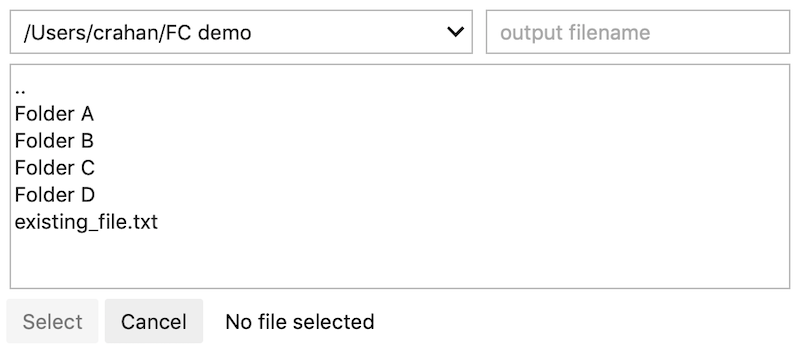 /Users/crahan/FC demo
output filename
..
Folder A
Folder B
Folder C
Folder D
existing_file.txt
Select Cancel No file selected